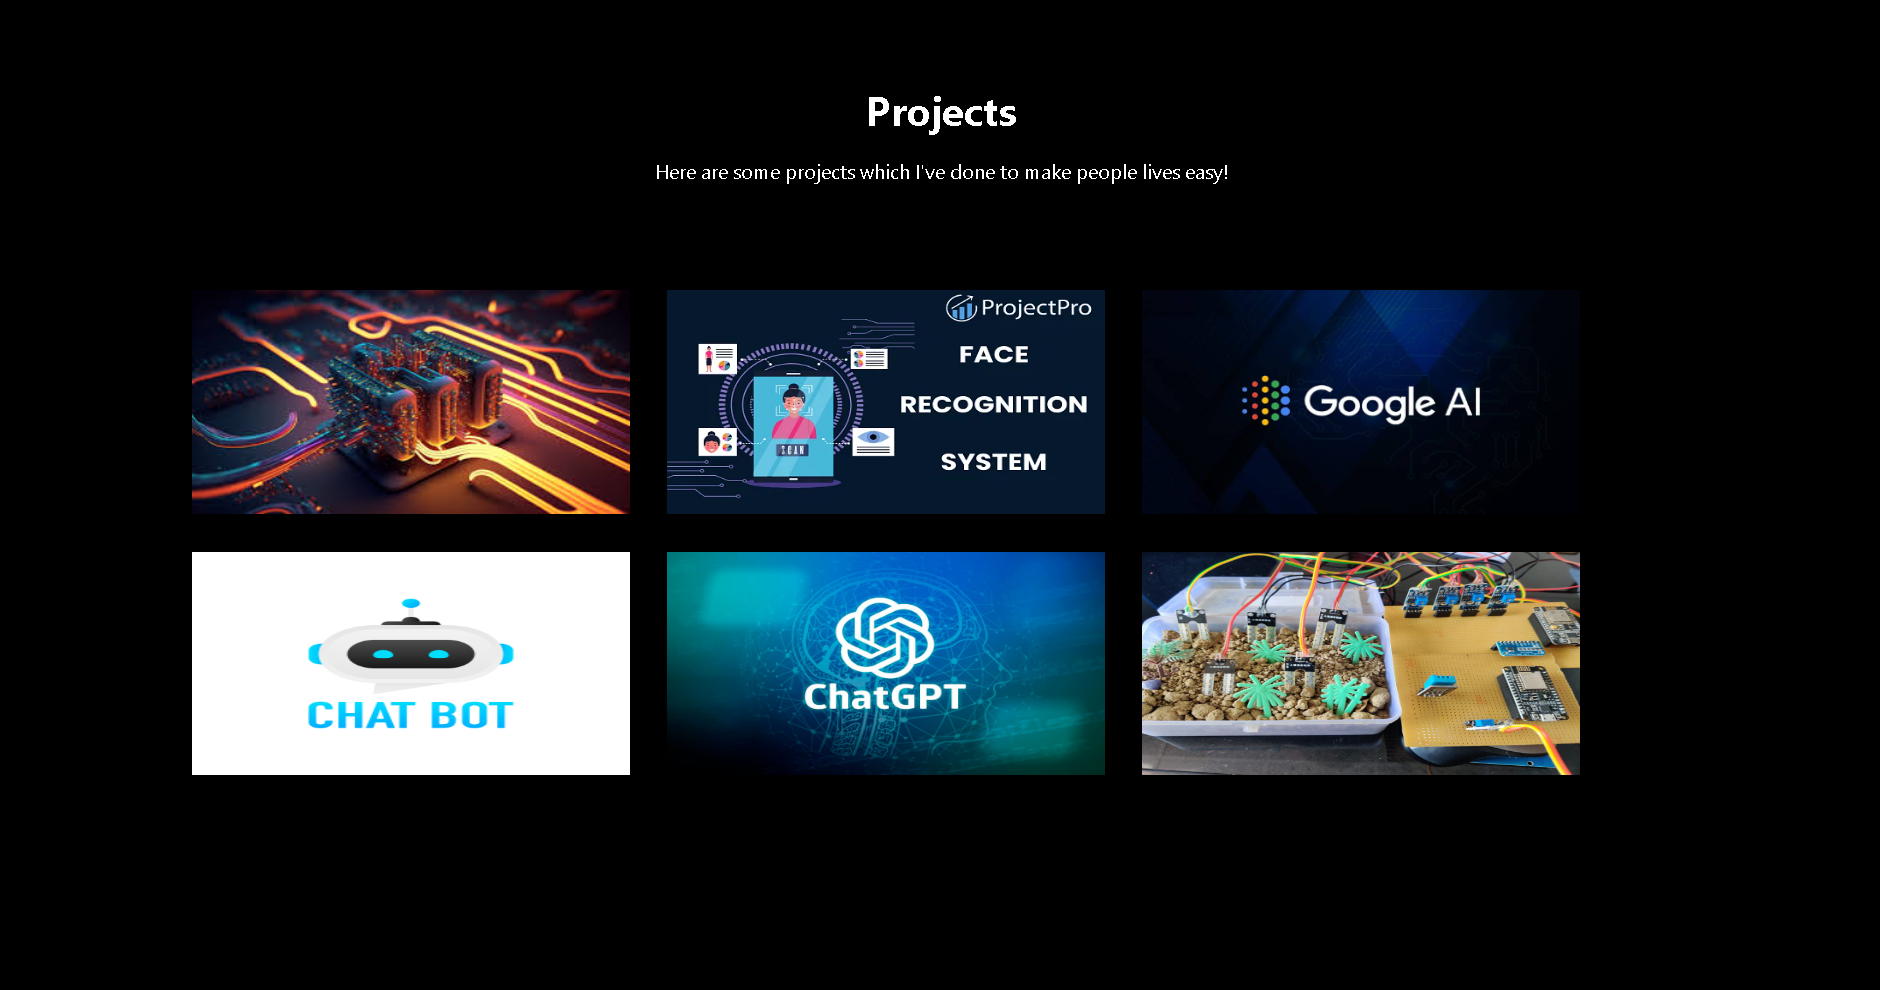 Projects
Here are some projects which I've done to make people lives easy!
ProjectPro
FACE
RECOGNITION
SYSTEM
SCAN
Google AI
CHAT BOT
ChatGPT